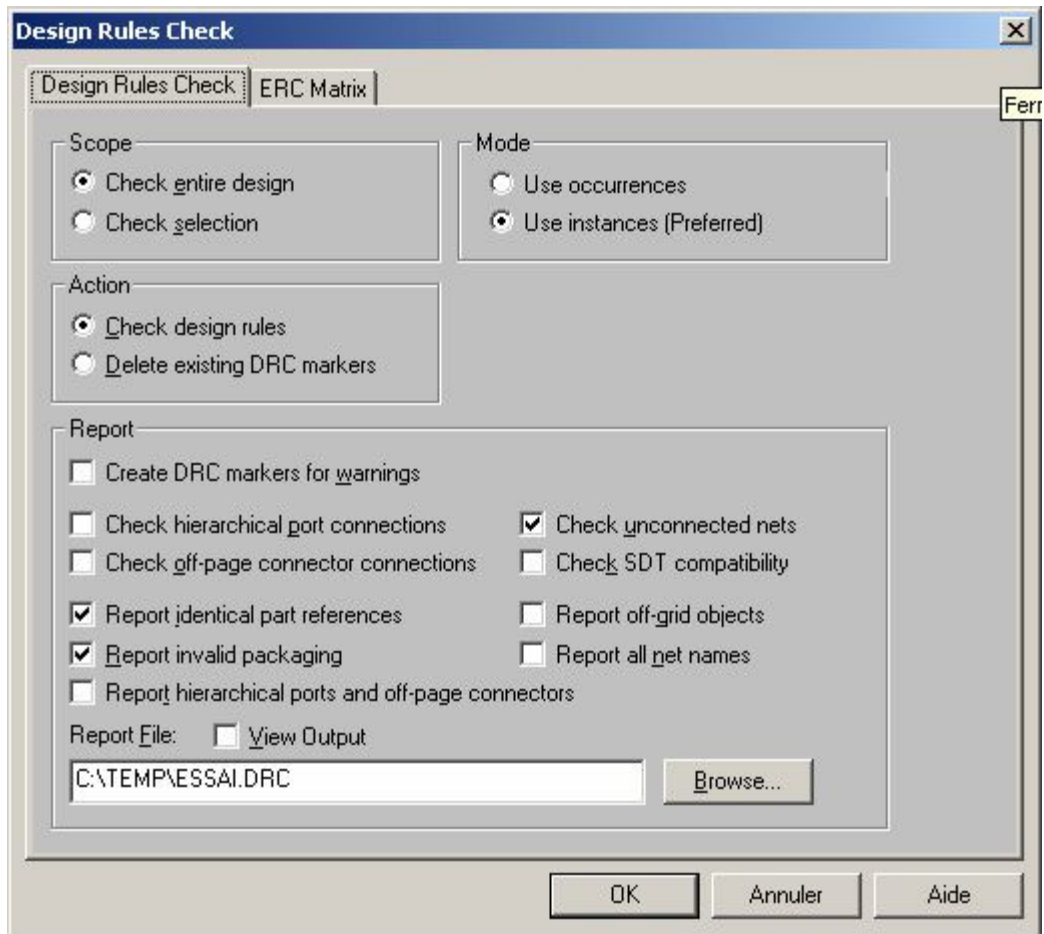 Design Rules Check
Design Rules Check ERC Matrix
Scope
Check entire design
Check selection
Mode
Use occurrences
Use instances (Preferred)
Action
Check design rules
Delete existing DRC markers
Report
Create DRC markers for warnings
Check hierarchical port connections
Check unconnected nets
Check off-page connector connections
Check SDT compatibility
Report identical part references
Report off-grid objects
Report invalid packaging
Report all net names
Report hierarchical ports and off-page connectors
Report File: View Output
C:\TEMP\ESSAI.DRC
Browse...
OK Annuler Aide